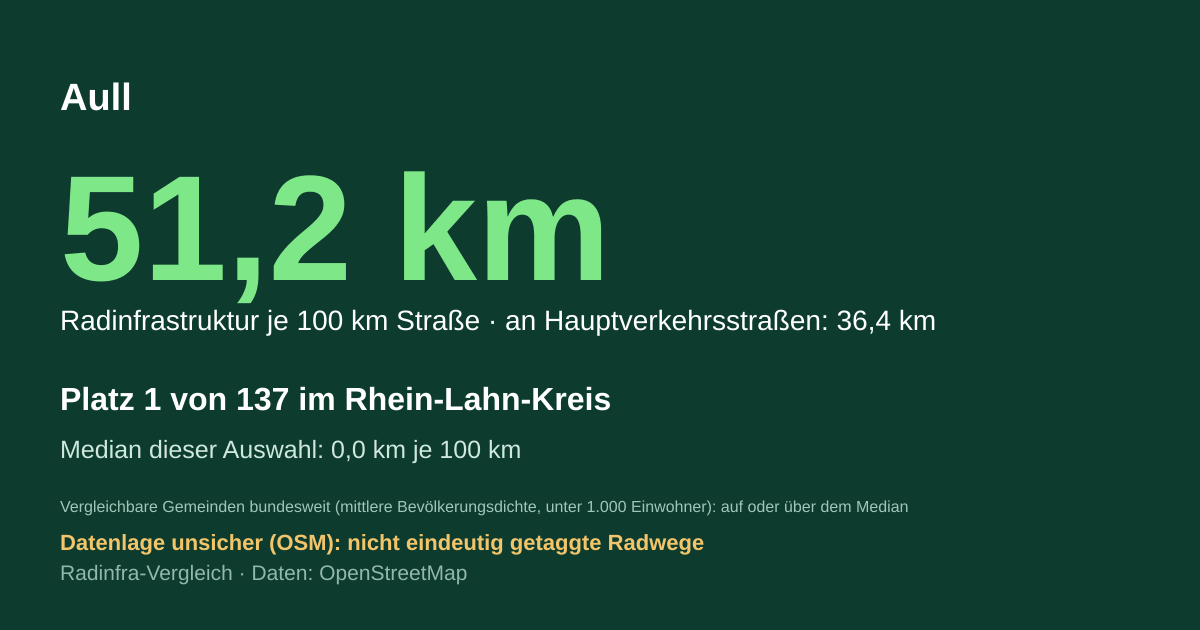 Aull
51,2 km
Radinfrastruktur je 100 km Straße · an Hauptverkehrsstraßen: 36,4 km
Platz 1 von 137 im Rhein-Lahn-Kreis
Median dieser Auswahl: 0,0 km je 100 km
Vergleichbare Gemeinden bundesweit (mittlere Bevölkerungsdichte, unter 1.000 Einwohner): auf oder über dem Median
Datenlage unsicher (OSM): nicht eindeutig getaggte Radwege
Radinfra-Vergleich · Daten: OpenStreetMap